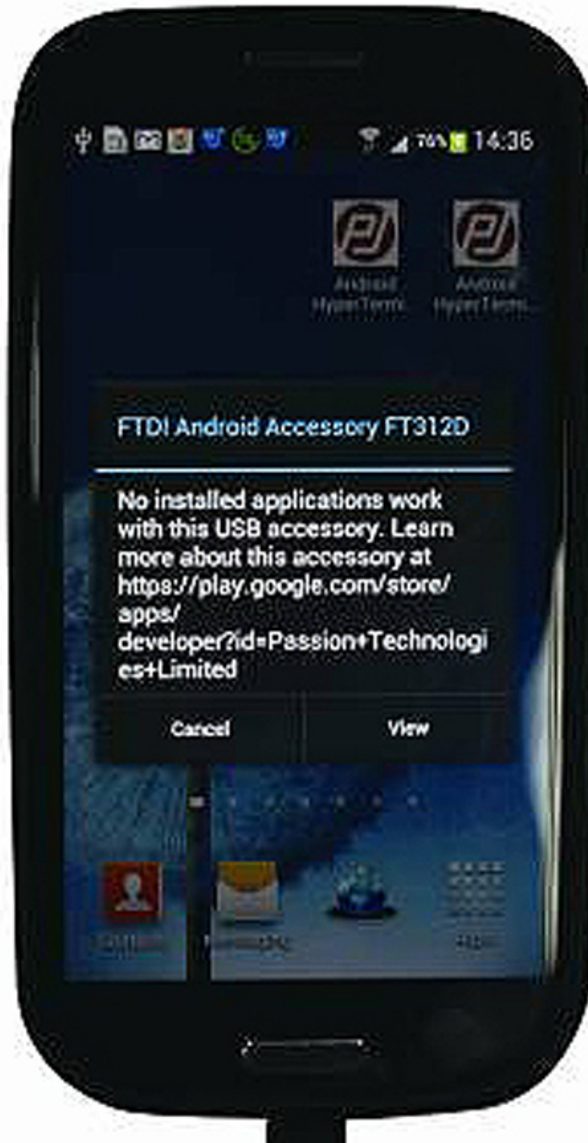 76% 14:36
Android Android
HyperTermi.. HyperTermi...
FTDI Android Accessory FT312D
No installed applications work
with this USB accessory. Learn
more about this accessory at
https://play.google.com/store/
apps/
developer?id=Passion+Technologi
es+Limited
Cancel View